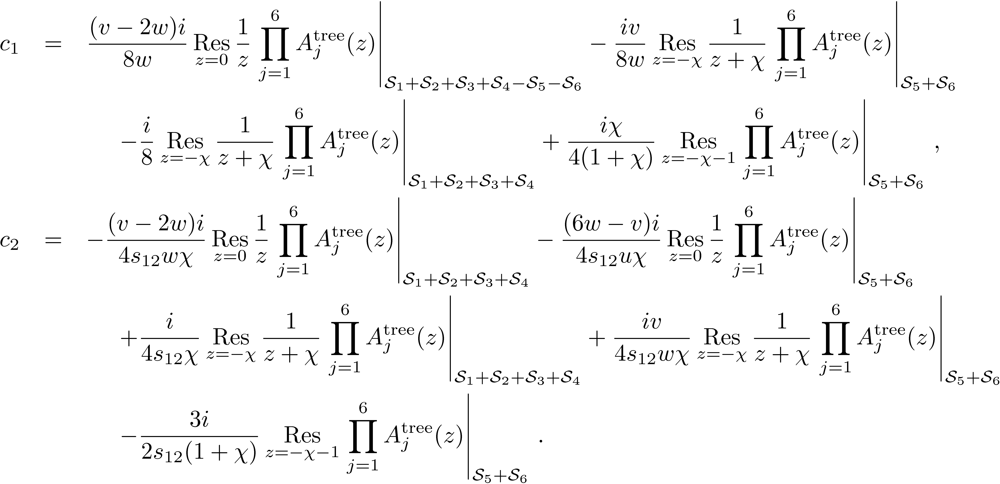 c_1 = \frac{(v-2w)i}{8w} \operatorname*{Res}_{z=0} \frac{1}{z} \prod_{j=1}^{6} A_j^{\text{tree}}(z) \Big|_{\mathcal{S}_1+\mathcal{S}_2+\mathcal{S}_3+\mathcal{S}_4-\mathcal{S}_5-\mathcal{S}_6} - \frac{iv}{8w} \operatorname*{Res}_{z=-\chi} \frac{1}{z+\chi} \prod_{j=1}^{6} A_j^{\text{tree}}(z) \Big|_{\mathcal{S}_5+\mathcal{S}_6}
-\frac{i}{8} \operatorname*{Res}_{z=-\chi} \frac{1}{z+\chi} \prod_{j=1}^{6} A_j^{\text{tree}}(z) \Big|_{\mathcal{S}_1+\mathcal{S}_2+\mathcal{S}_3+\mathcal{S}_4} + \frac{i\chi}{4(1+\chi)} \operatorname*{Res}_{z=-\chi-1} \prod_{j=1}^{6} A_j^{\text{tree}}(z) \Big|_{\mathcal{S}_5+\mathcal{S}_6} ,
c_2 = -\frac{(v-2w)i}{4s_{12}w\chi} \operatorname*{Res}_{z=0} \frac{1}{z} \prod_{j=1}^{6} A_j^{\text{tree}}(z) \Big|_{\mathcal{S}_1+\mathcal{S}_2+\mathcal{S}_3+\mathcal{S}_4} - \frac{(6w-v)i}{4s_{12}u\chi} \operatorname*{Res}_{z=0} \frac{1}{z} \prod_{j=1}^{6} A_j^{\text{tree}}(z) \Big|_{\mathcal{S}_5+\mathcal{S}_6}
+\frac{i}{4s_{12}\chi} \operatorname*{Res}_{z=-\chi} \frac{1}{z+\chi} \prod_{j=1}^{6} A_j^{\text{tree}}(z) \Big|_{\mathcal{S}_1+\mathcal{S}_2+\mathcal{S}_3+\mathcal{S}_4} + \frac{iv}{4s_{12}w\chi} \operatorname*{Res}_{z=-\chi} \frac{1}{z+\chi} \prod_{j=1}^{6} A_j^{\text{tree}}(z) \Big|_{\mathcal{S}_5+\mathcal{S}_6}
-\frac{3i}{2s_{12}(1+\chi)} \operatorname*{Res}_{z=-\chi-1} \prod_{j=1}^{6} A_j^{\text{tree}}(z) \Big|_{\mathcal{S}_5+\mathcal{S}_6} .